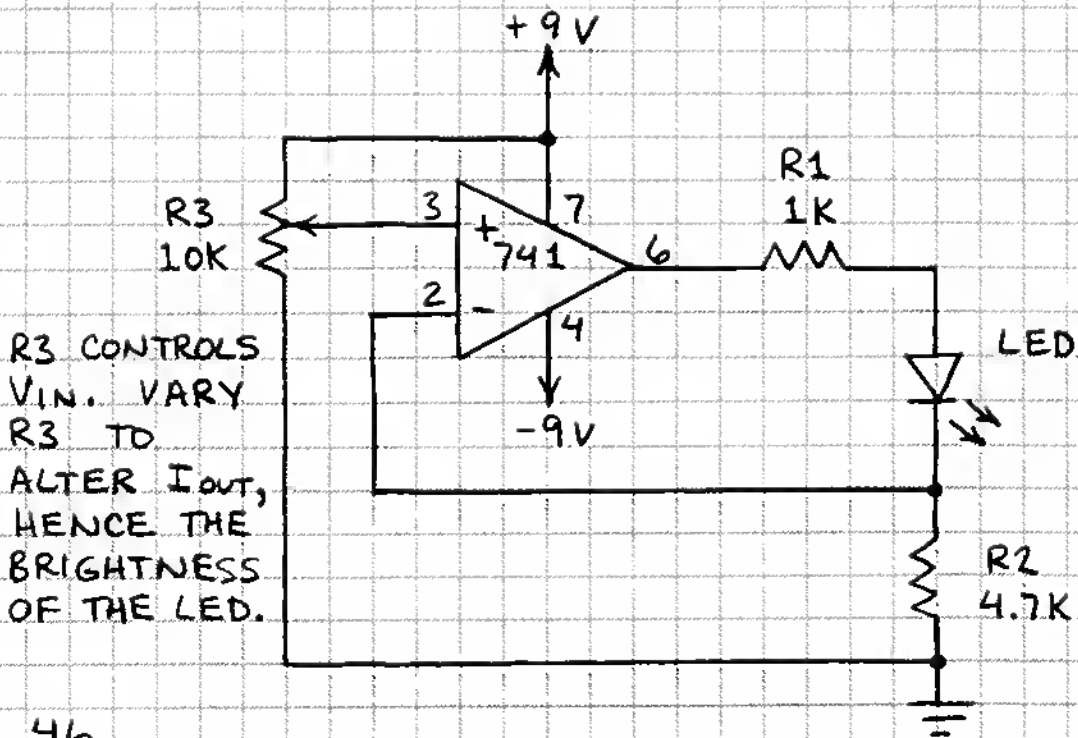 +9V
R1
1K
R3
10K
3
7
+
741
6
2
-
4
-9V
LED
R3 CONTROLS
VIN. VARY
R3 TO
ALTER IOUT,
HENCE THE
BRIGHTNESS
OF THE LED.
R2
4.7K